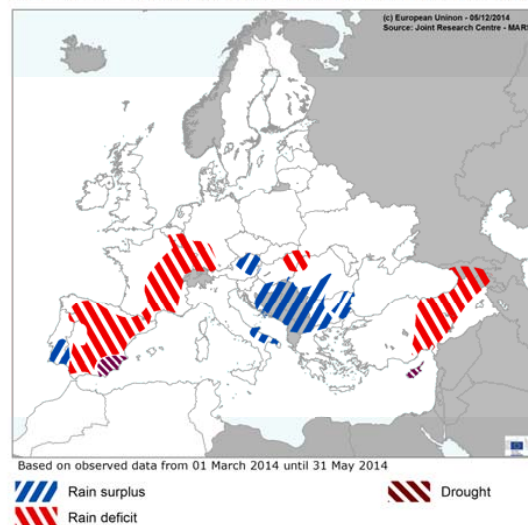 (c) European Uninon - 05/12/2014
Source: Joint Research Centre - MARS
Based on observed data from 01 March 2014 until 31 May 2014
Rain surplus
Drought
Rain deficit